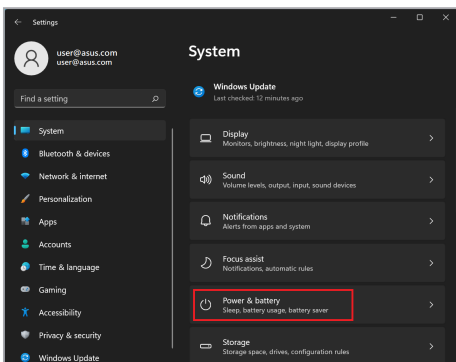 Settings
user@asus.com
user@asus.com
Find a setting
System
Bluetooth & devices
Network & internet
Personalization
Apps
Accounts
Time & language
Gaming
Accessibility
Privacy & security
Windows Update
System
Windows Update
Last checked: 12 minutes ago
Display
Monitors, brightness, night light, display profile
Sound
Volume levels, output, input, sound devices
Notifications
Alerts from apps and system
Focus assist
Notifications, automatic rules
Power & battery
Sleep, battery usage, battery saver
Storage
Storage space, drives, configuration rules